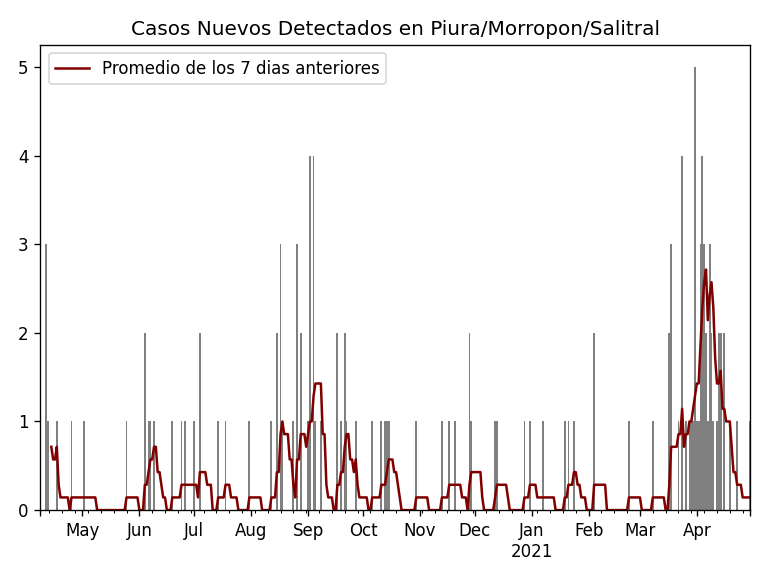 Casos Nuevos Detectados en Piura/Morropon/Salitral
Promedio de los 7 dias anteriores
5
4
3
2
1
0
May Jun Jul Aug Sep Oct Nov Dec Jan Feb Mar Apr
2021